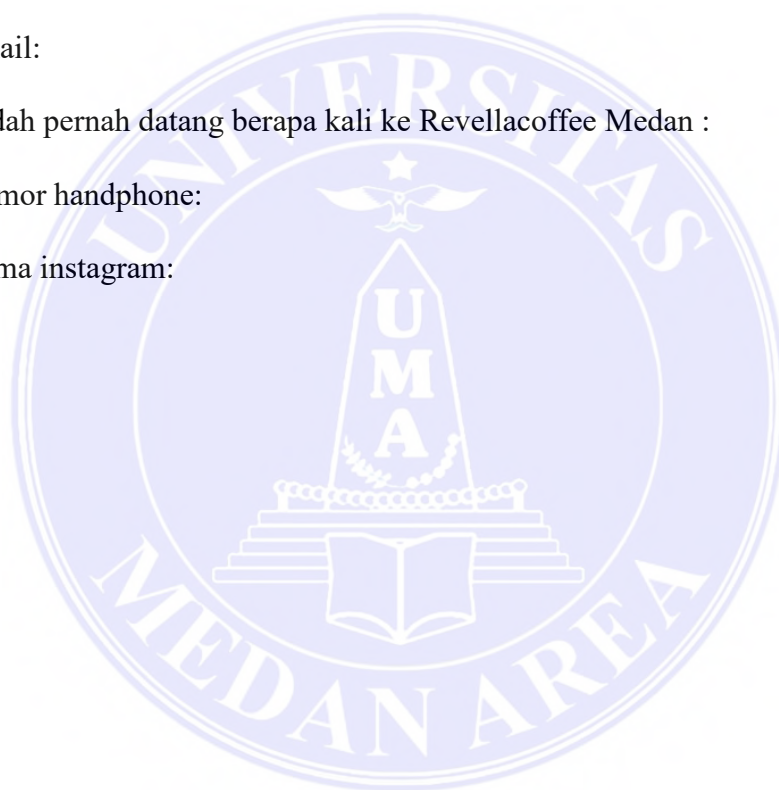 ail:
dah pernah datang berapa kali ke Revellacoffee Medan :
mor handphone:
ma instagram:
UNIVERSITAS
UMA
MEDAN AREA